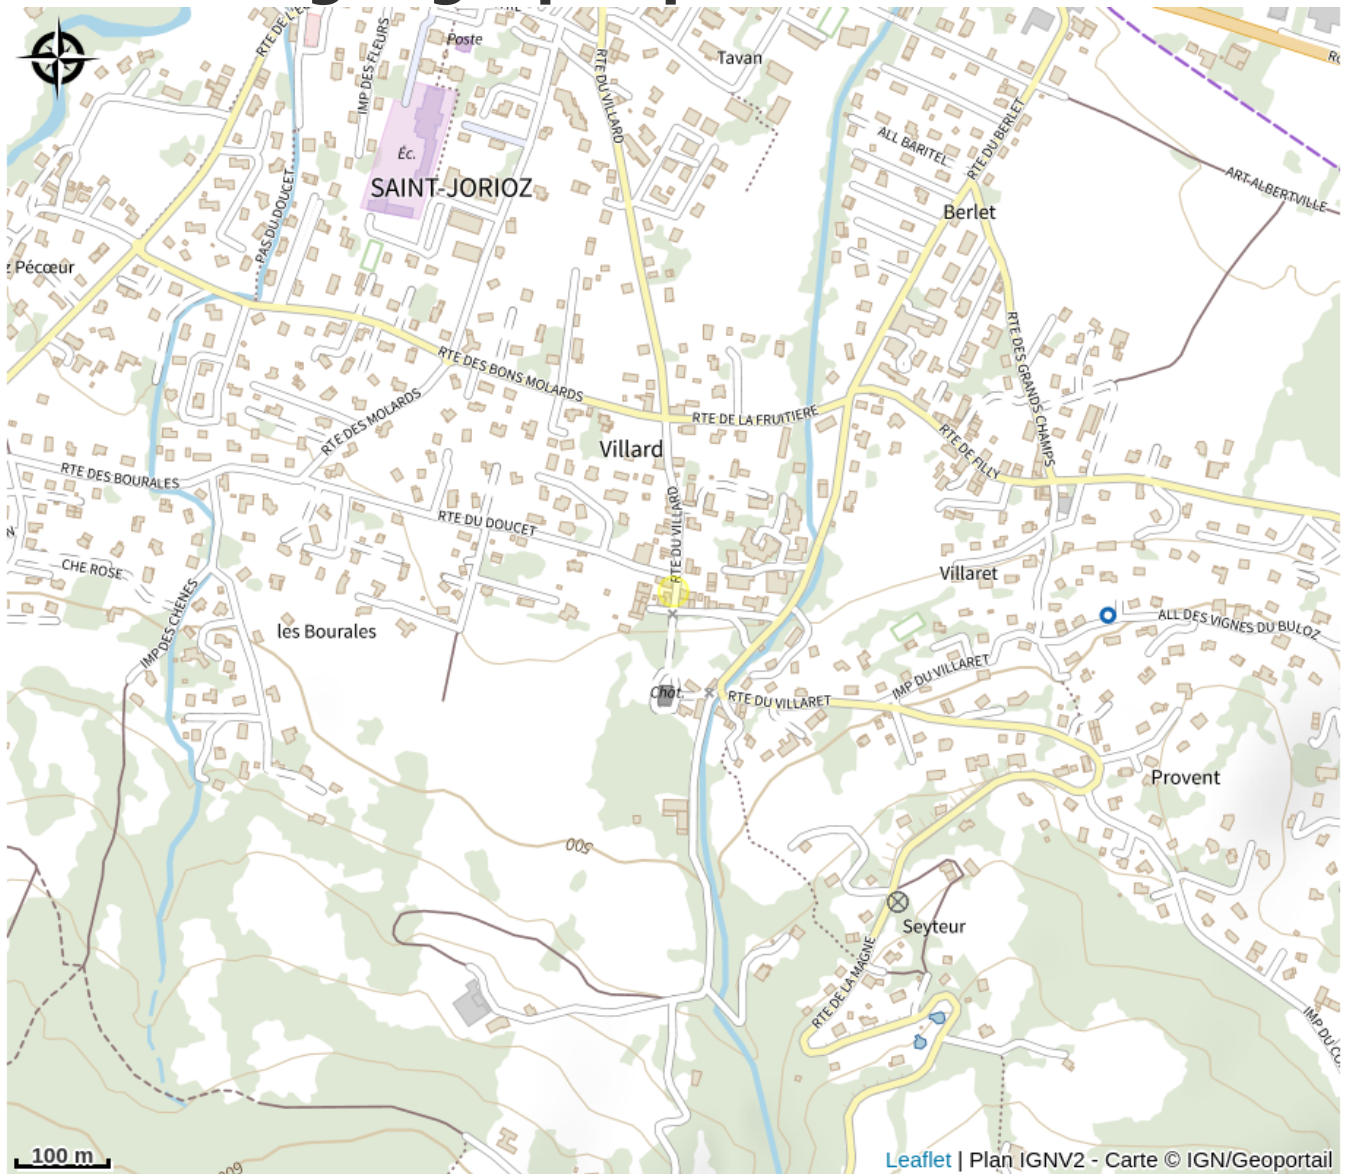 Poste
Tavan
RTE DU VILLARD
IMP DES FLEURS
ALL BARITEL
RTE DU BERLET
Éc.
SAINT-JORIOZ
ART-ALBERTVILLE
PAS DU DOUCET
Berlet
z Pécœur
RTE DES GRANDS CHAMPS
RTE DES BONS MOLARDS
RTE DE LA FRUITIERE
RTE DES MOLARDS
Villard
RTE DE FILLY
RTE DES BOURALES
RTE DU VILLARD
RTE DU DOUCET
CHE ROSE
Villaret
IMP DES CHENES
les Bourales
ALL DES VIGNES DU BULOZ
IMP DU VILLARET
Chât.
RTE DU VILLARET
Provent
500
Seyteur
RTE DE LA MAGNE
IMP DU CO
100 m
600
Leaflet | Plan IGNV2 - Carte © IGN/Geoportail